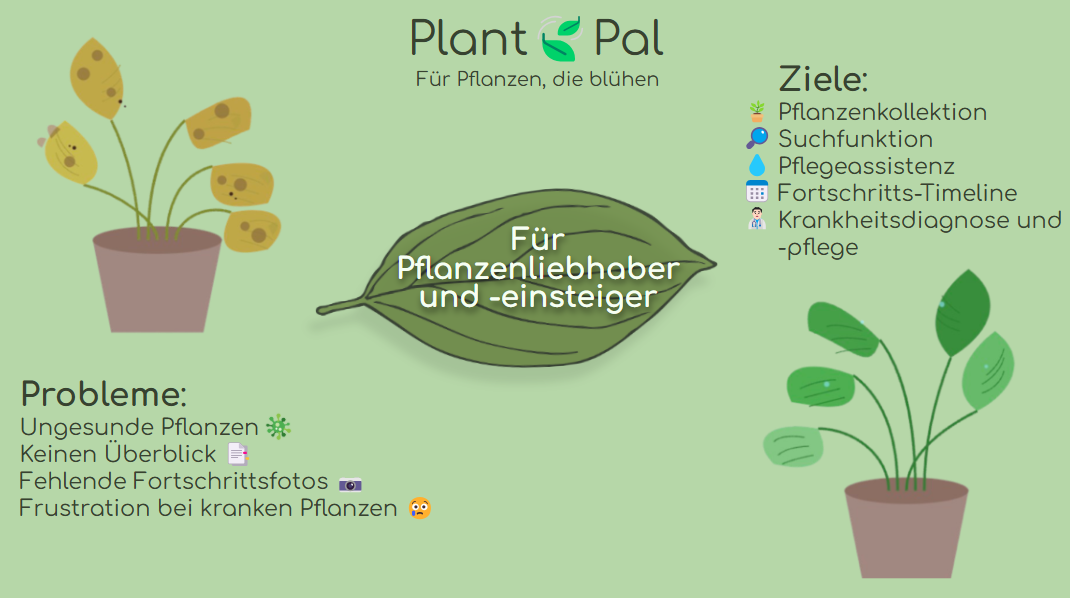 Plant Pal
Für Pflanzen, die blühen
Ziele:
Pflanzenkollektion
Suchfunktion
Pflegeassistenz
Fortschritts-Timeline
Krankheitsdiagnose und
-pflege
Für
Pflanzenliebhaber
und -einsteiger
Probleme:
Ungesunde Pflanzen
Keinen Überblick
Fehlende Fortschrittsfotos
Frustration bei kranken Pflanzen